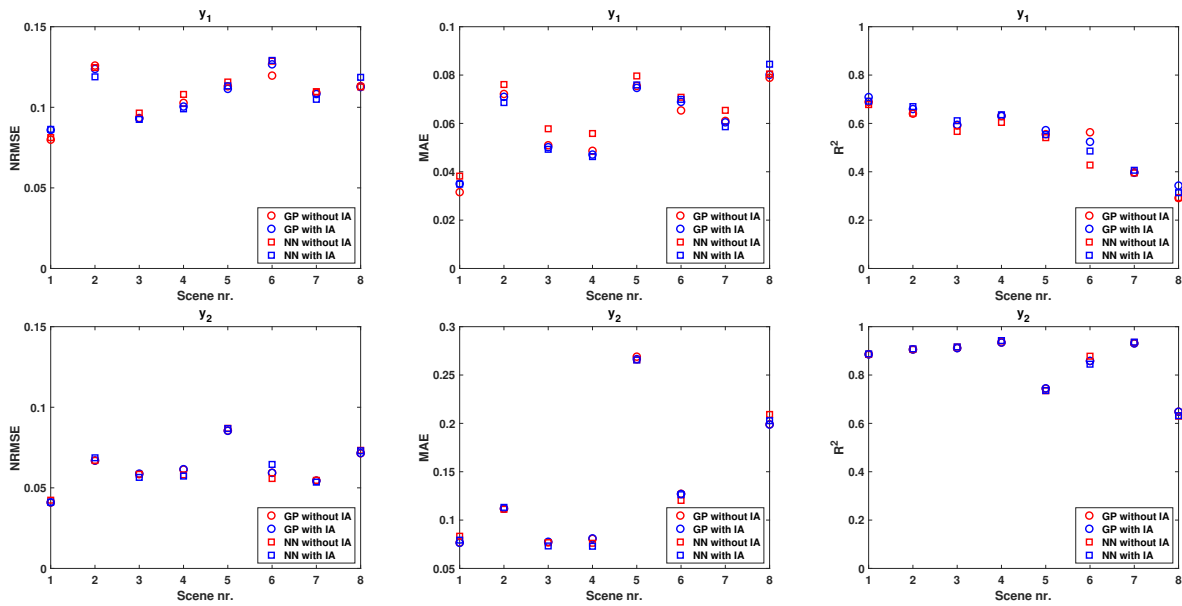 y1
0.15
0.1
0.05
0
NRMSE
GP without IA
GP with IA
NN without IA
NN with IA
1 2 3 4 5 6 7 8
Scene nr.
y1
0.1
0.08
0.06
0.04
0.02
0
MAE
GP without IA
GP with IA
NN without IA
NN with IA
1 2 3 4 5 6 7 8
Scene nr.
y1
1
0.8
0.6
0.4
0.2
0
R2
GP without IA
GP with IA
NN without IA
NN with IA
1 2 3 4 5 6 7 8
Scene nr.
y2
0.15
0.1
0.05
0
NRMSE
GP without IA
GP with IA
NN without IA
NN with IA
1 2 3 4 5 6 7 8
Scene nr.
y2
0.3
0.25
0.2
0.15
0.1
0.05
MAE
GP without IA
GP with IA
NN without IA
NN with IA
1 2 3 4 5 6 7 8
Scene nr.
y2
1
0.8
0.6
0.4
0.2
0
R2
GP without IA
GP with IA
NN without IA
NN with IA
1 2 3 4 5 6 7 8
Scene nr.